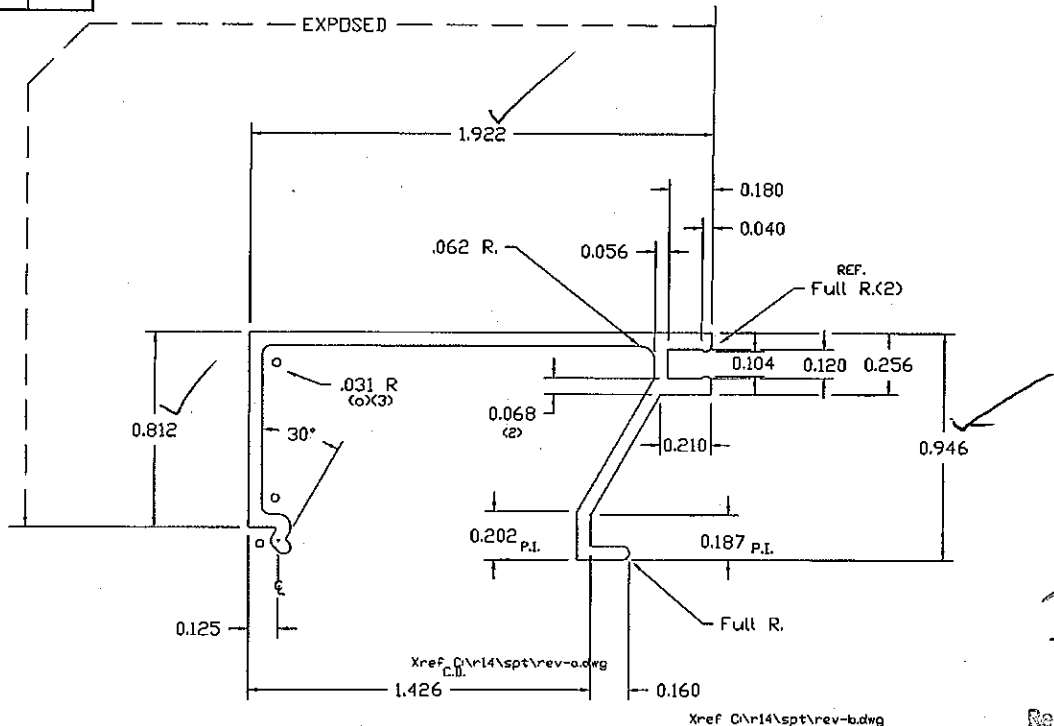 EXPOSED
1.922
0.180
0.040
.062 R.
0.056
REF.
Full R.(2)
0.104
0.120
0.256
.031 R
(o)(3)
0.812
0.068
(2)
30°
0.210
0.946
0.202 P.I.
0.187 P.I.
o
o
o
℄
0.125
Full R.
Xref C:\r14\spt\rev-a.dwg
C.D.
1.426
0.160
Xref C:\r14\spt\rev-b.dwg
Re